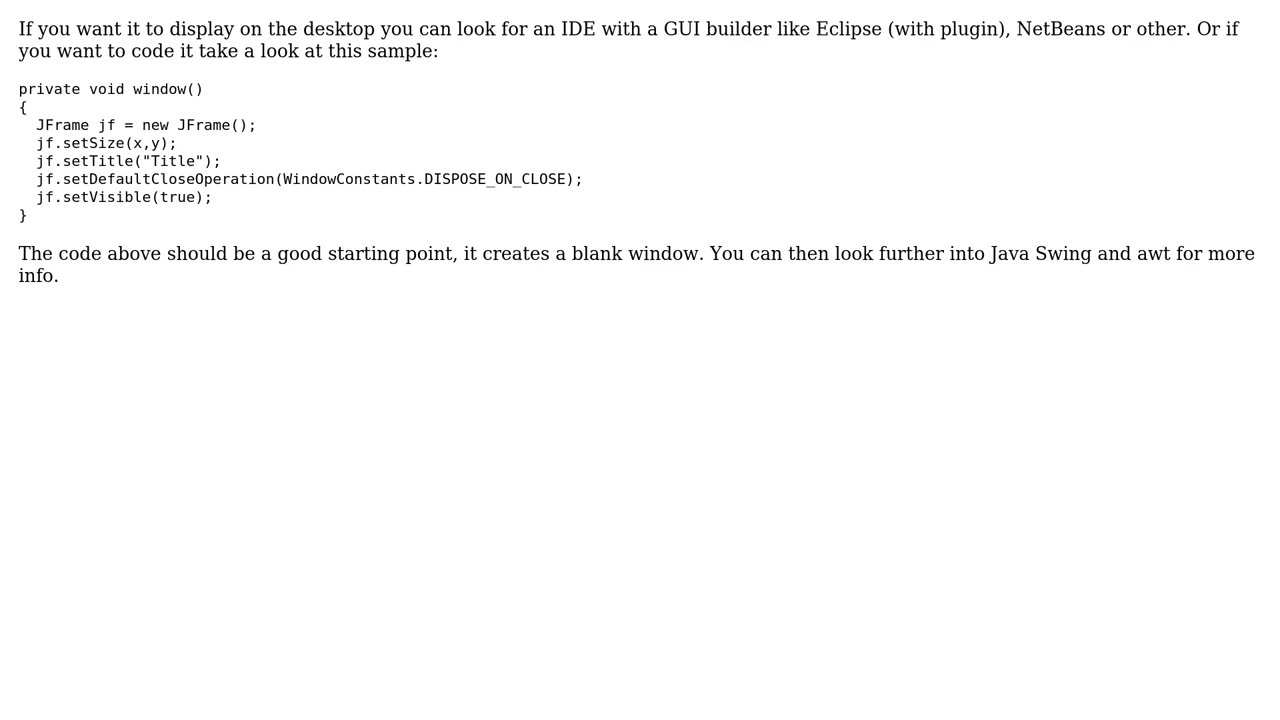 If you want it to display on the desktop you can look for an IDE with a GUI builder like Eclipse (with plugin), NetBeans or other. Or if
you want to code it take a look at this sample:
private void window()
{
  JFrame jf = new JFrame();
  jf.setSize(x,y);
  jf.setTitle("Title");
  jf.setDefaultCloseOperation(WindowConstants.DISPOSE_ON_CLOSE);
  jf.setVisible(true);
}
The code above should be a good starting point, it creates a blank window. You can then look further into Java Swing and awt for more
info.